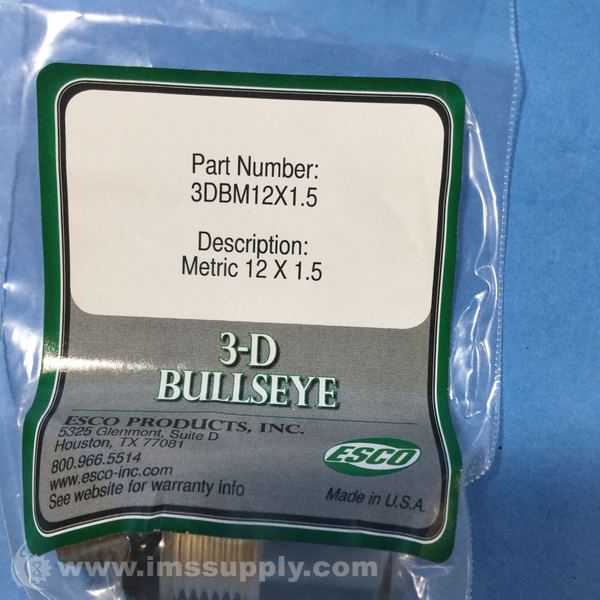 Part Number:
3DBM12X1.5
Description:
Metric 12 X 1.5
3-D
BULLSEYE
ESCO PRODUCTS, INC.
5325 Glenmont, Suite D
Houston, TX 77081
800.966.5514
www.esco-inc.com
See website for warranty info
ESCO
Made in U.S.A.
www.imssupply.com